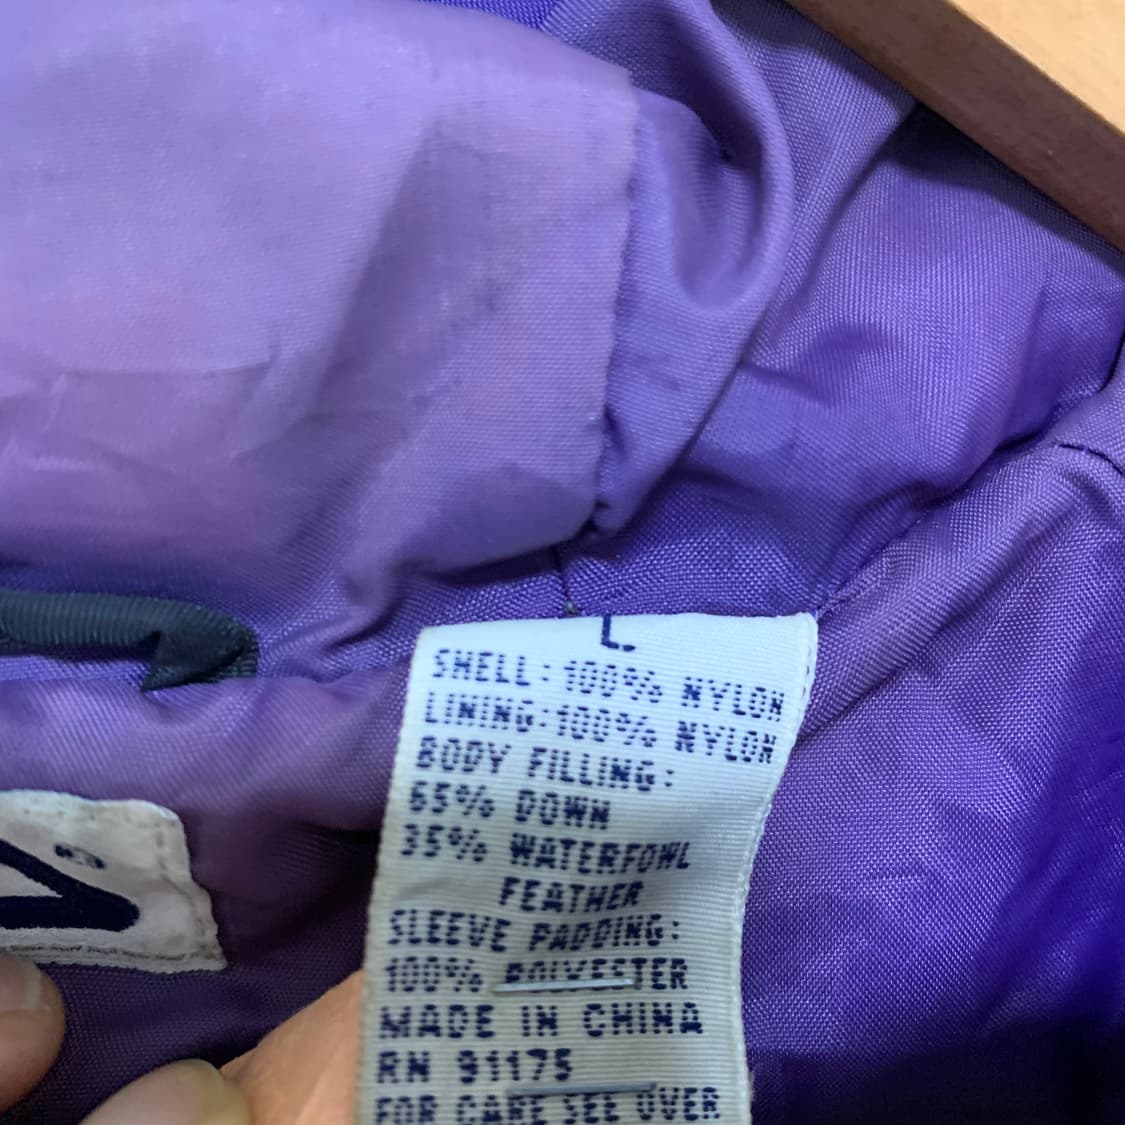 L
SHELL: 100% NYLON
LINING: 100% NYLON
BODY FILLING:
65% DOWN
35% WATERFOWL
FEATHER
SLEEVE PADDING:
100% POLYESTER
MADE IN CHINA
RN 91175
FOR CARE SEE OVER